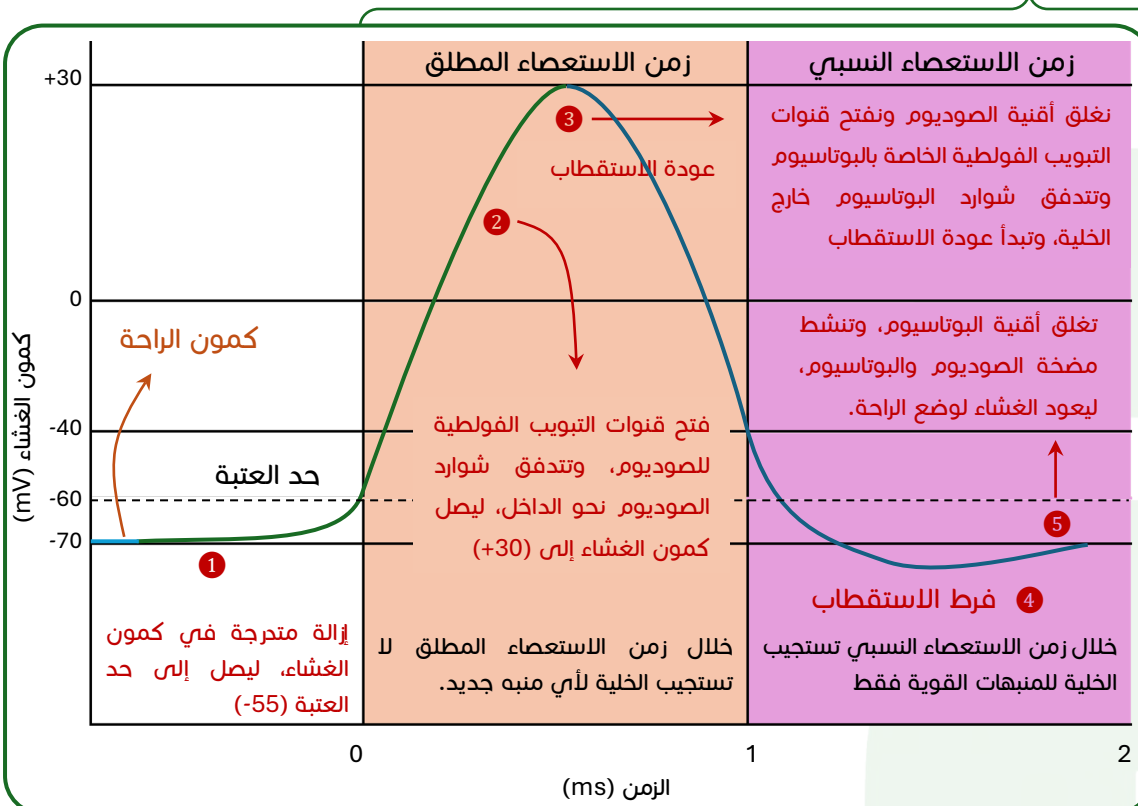 زمن الاستعصاء المطلق
زمن الاستعصاء النسبي
+30
0
-40
-60
-70
كمون الغشاء (mV)
كمون الراحة
حد العتبة
1
إزالة متدرجة في كمون
الغشاء، ليصل إلى حد
العتبة (55-)
3
عودة الاستقطاب
2
فتح قنوات التبويب الفولطية
للصوديوم، وتتدفق شوارد
الصوديوم نحو الداخل، ليصل
كمون الغشاء إلى (30+)
خلال زمن الاستعصاء المطلق لا
تستجيب الخلية لأي منبه جديد.
نغلق أقنية الصوديوم ونفتح قنوات
التبويب الفولطية الخاصة بالبوتاسيوم
وتتدفق شوارد البوتاسيوم خارج
الخلية، وتبدأ عودة الاستقطاب
تغلق أقنية البوتاسيوم، وتنشط
مضخة الصوديوم والبوتاسيوم،
ليعود الغشاء لوضع الراحة.
5
4 فرط الاستقطاب
خلال زمن الاستعصاء النسبي تستجيب
الخلية للمنبهات القوية فقط
0
1
2
الزمن (ms)